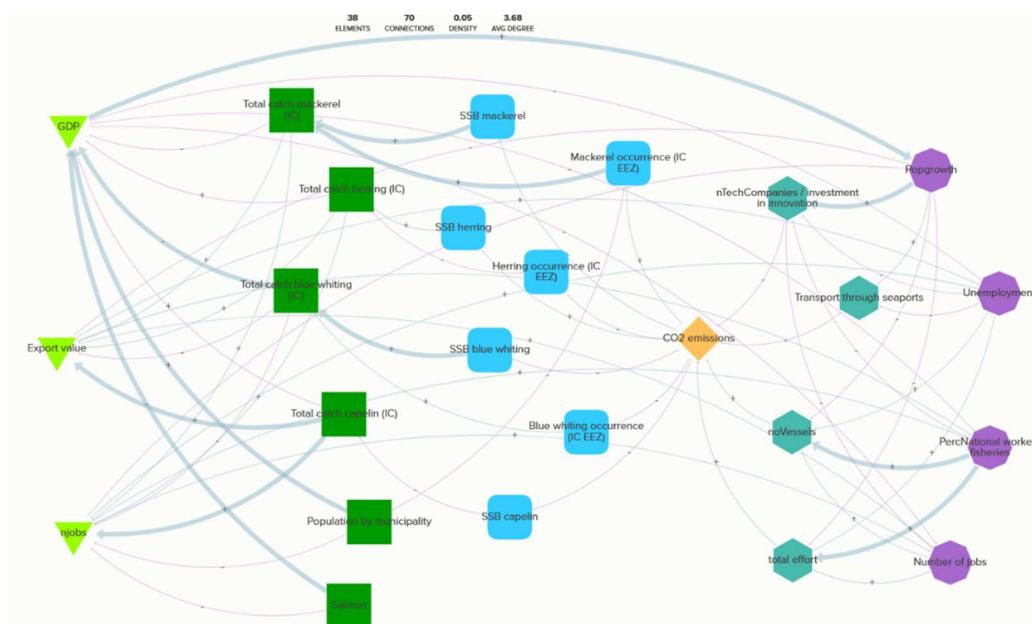 38 70 0.05 3.68
ELEMENTS CONNECTIONS DENSITY AVG DEGREE
Total catch mackerel
(IC)
SSB mackerel
GDP
Mackerel occurrence (IC
EEZ)
Popgrowth
Total catch herring (IC)
nTechCompanies / investment
in innovation
SSB herring
Herring occurrence (IC
EEZ)
Total catch blue whiting
(IC)
Transport through seaports
Unemploymen
CO2 emissions
Export value
SSB blue whiting
Total catch capelin (IC)
Blue whiting occurrence
(IC EEZ)
noVessels
PercNational worke
fisheries
SSB capelin
Population by municipality
njobs
total effort
Number of jobs
Salmon